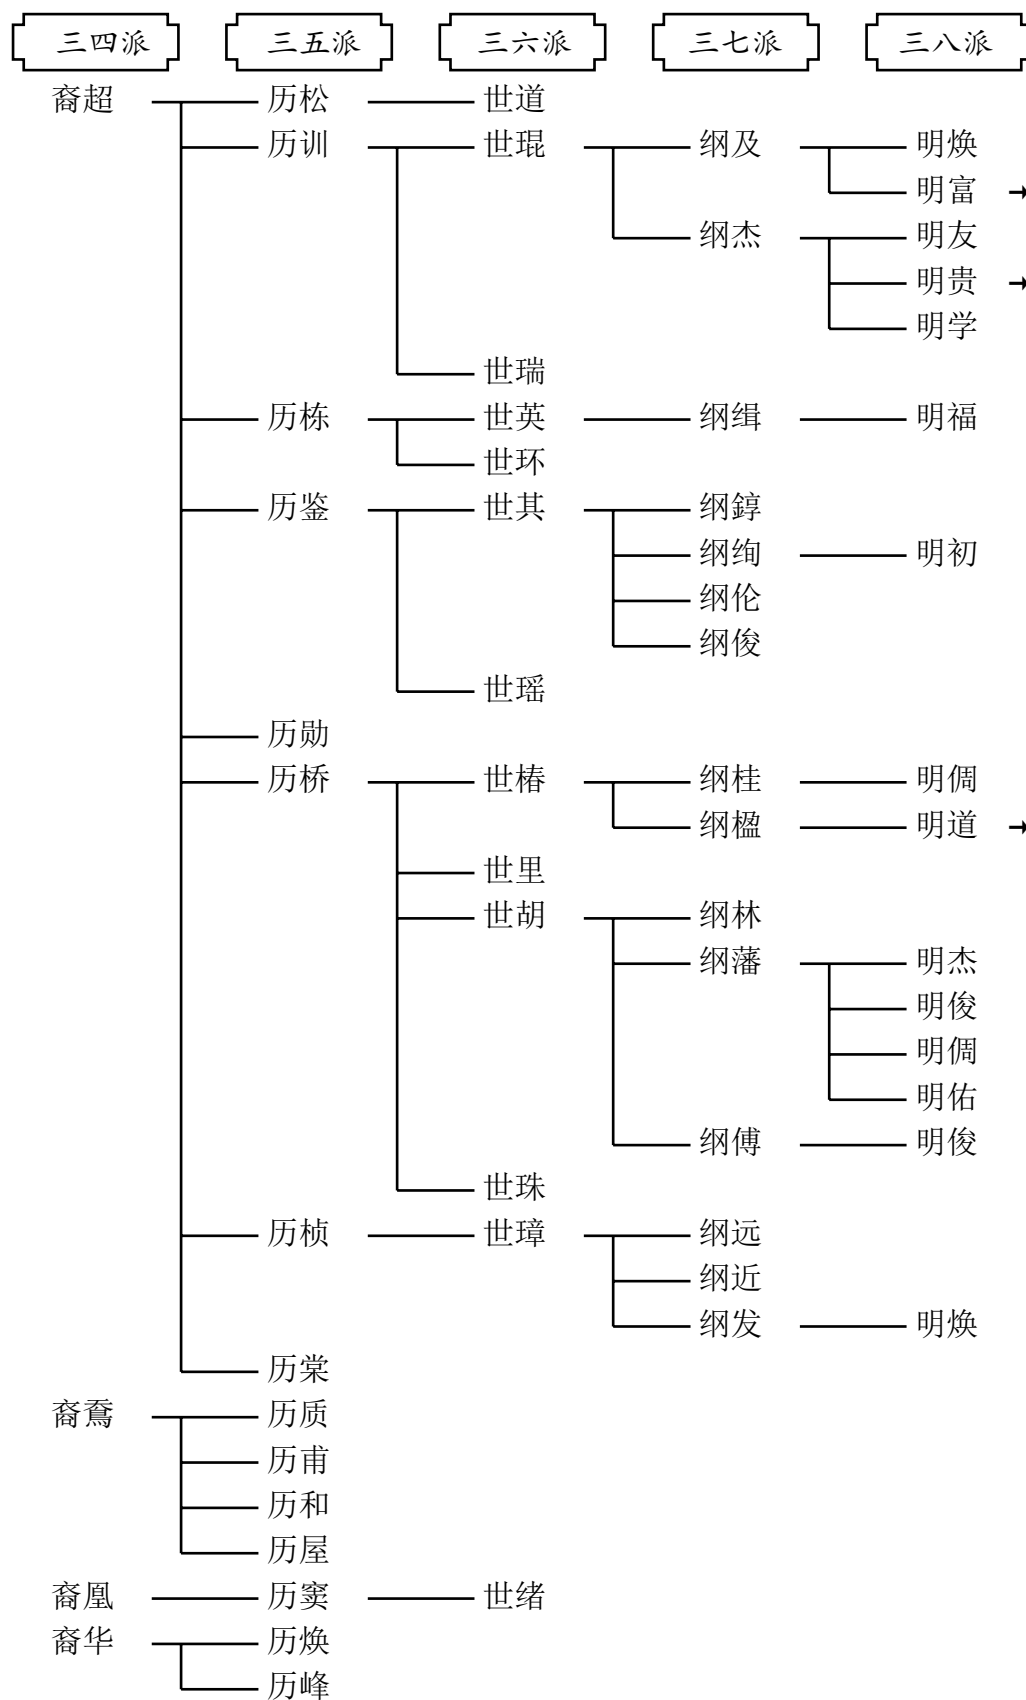 三四派 三五派 三六派 三七派 三八派
裔超 历松 世道
历训 世琨 纲及 明焕
明富 →
纲杰 明友
明贵 →
明学
世瑞
历栋 世英 纲缉 明福
世环
历鉴 世其 纲錞
纲绚 明初
纲伦
纲俊
世瑶
历勋
历桥 世椿 纲桂 明倜
纲楹 明道 →
世里
世胡 纲林
纲藩 明杰
明俊
明倜
明佑
纲傅 明俊
世珠
历桢 世璋 纲远
纲近
纲发 明焕
历棠
裔鴌 历质
历甫
历和
历屋
裔凰 历窦 世绪
裔华 历焕
历峰